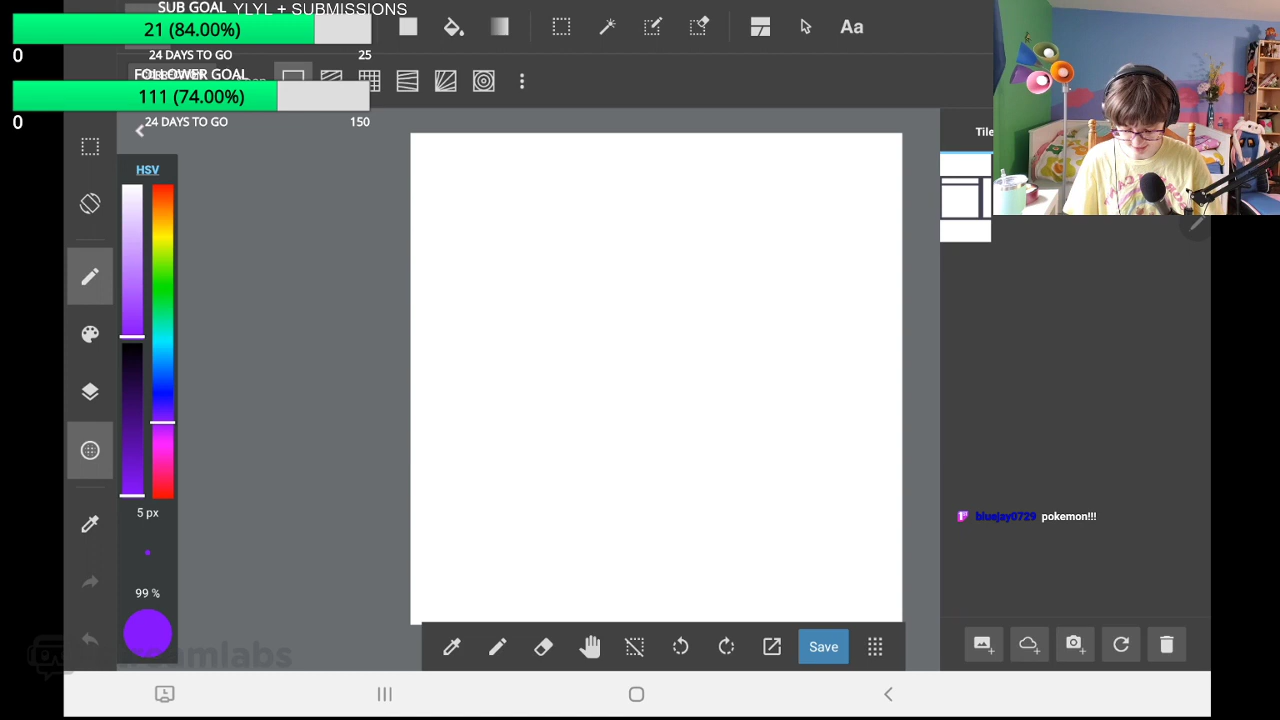 SUB GOAL
YLYL + SUBMISSIONS
21 (84.00%)
0
24 DAYS TO GO
25
FOLLOWER GOAL
111 (74.00%)
0
24 DAYS TO GO
150
Aa
HSV
5 px
99 %
Tile
bluejay0729 pokemon!!!
Save